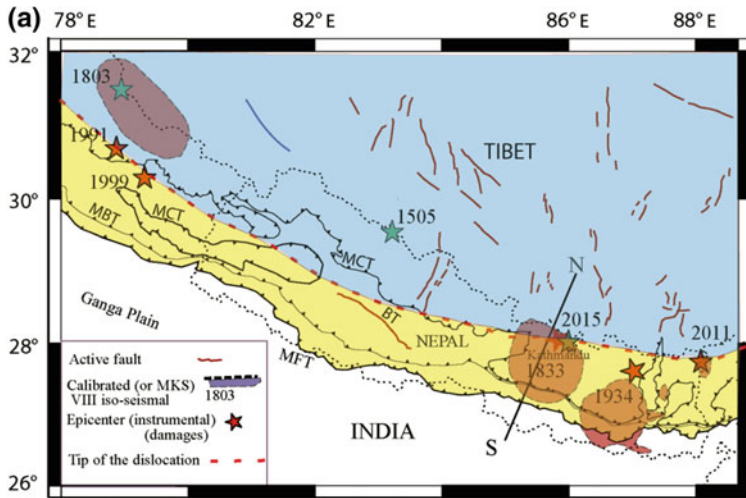 (a)
78° E
82°
86° E
88° E
32°
30°
28°
26°
1803
1991
1999
TIBET
1505
MBT
MCT
MCT
N
BT
2015
2011
Ganga Plain
NEPAL
Kathmandu
1833
MFT
1934
INDIA
S
Active fault
Calibrated (or MKS)
VIII iso-seismal
1803
Epicenter (instrumental)
(damages)
Tip of the dislocation